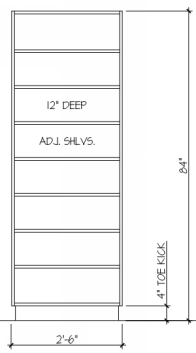 12" DEEP
ADJ. SHLVS.
84"
4" TOE KICK
2'-6"